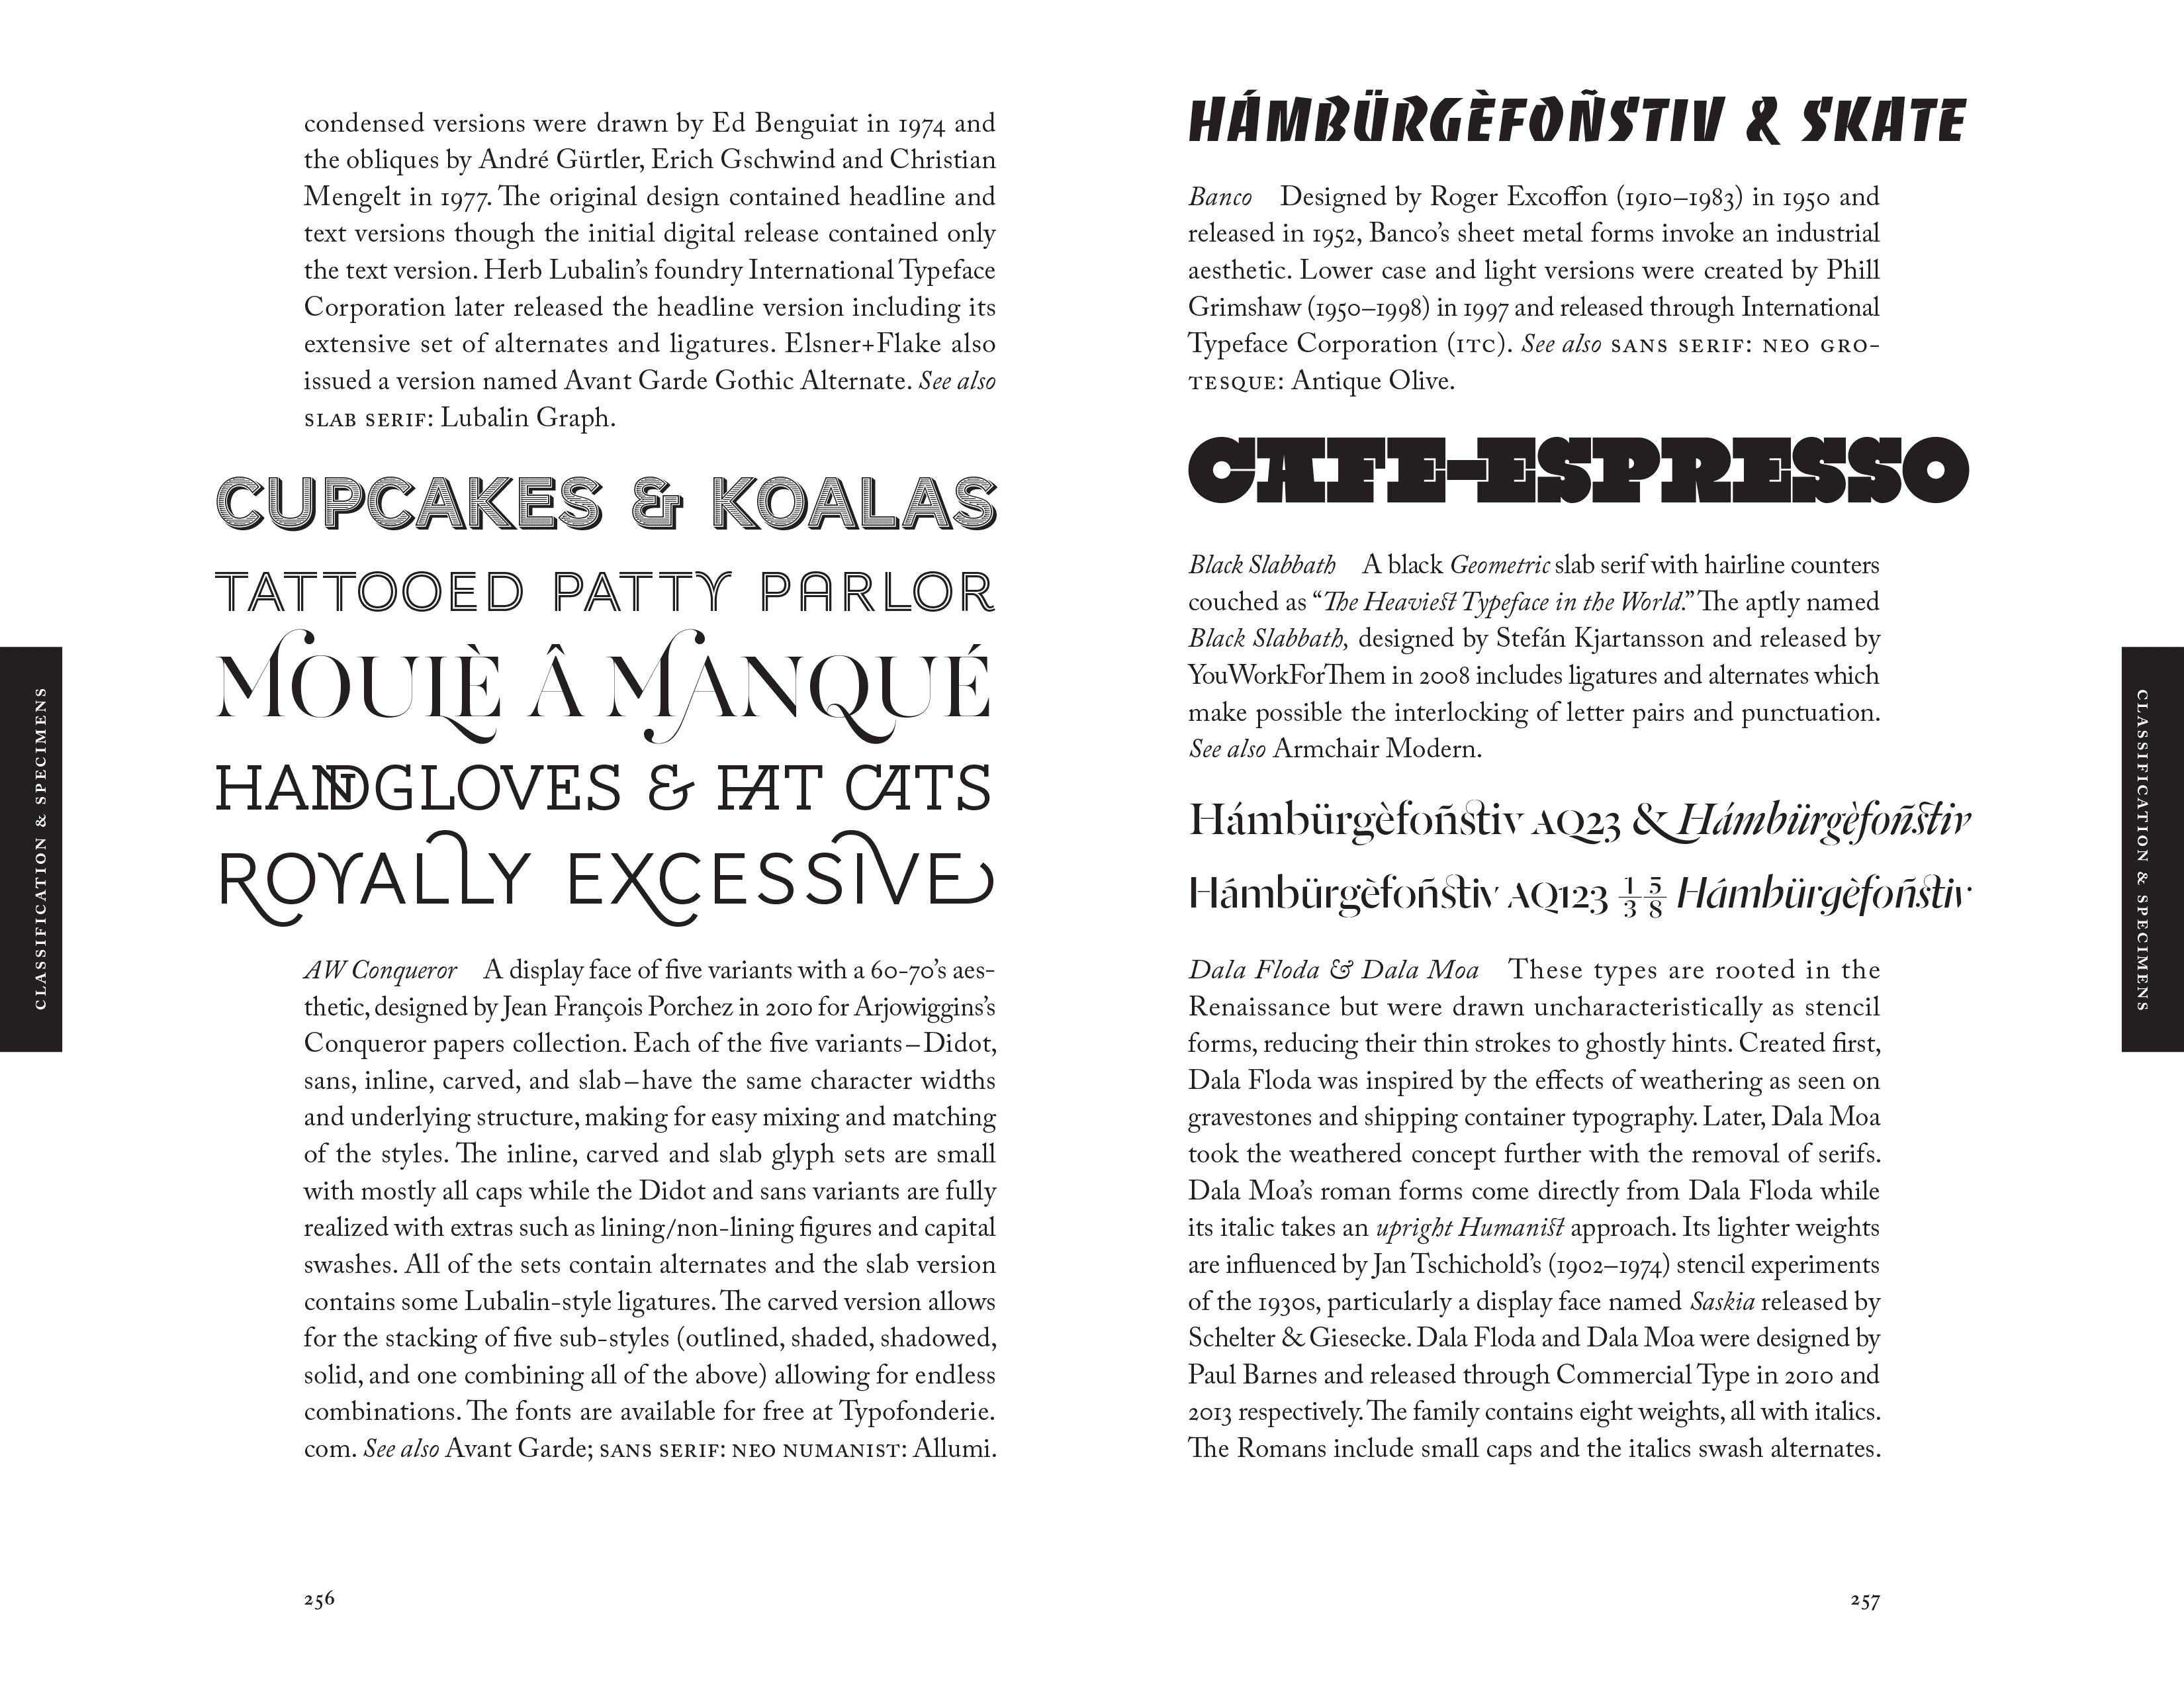 CLASSIFICATION & SPECIMENS
condensed versions were drawn by Ed Benguiat in 1974 and
the obliques by André Gürtler, Erich Gschwind and Christian
Mengelt in 1977. The original design contained headline and
text versions though the initial digital release contained only
the text version. Herb Lubalin’s foundry International Typeface
Corporation later released the headline version including its
extensive set of alternates and ligatures. Elsner+Flake also
issued a version named Avant Garde Gothic Alternate. See also
SLAB SERIF: Lubalin Graph.
CUPCAKES & KOALAS
TATTOOED PATTY PARLOR
MOULÈ Â MANQUÉ
HANDGLOVES & FAT CATS
ROYALLY EXCESSIVE
AW Conqueror A display face of five variants with a 60-70’s aes-
thetic, designed by Jean François Porchez in 2010 for Arjowiggins’s
Conqueror papers collection. Each of the five variants–Didot,
sans, inline, carved, and slab–have the same character widths
and underlying structure, making for easy mixing and matching
of the styles. The inline, carved and slab glyph sets are small
with mostly all caps while the Didot and sans variants are fully
realized with extras such as lining/non-lining figures and capital
swashes. All of the sets contain alternates and the slab version
contains some Lubalin-style ligatures. The carved version allows
for the stacking of five sub-styles (outlined, shaded, shadowed,
solid, and one combining all of the above) allowing for endless
combinations. The fonts are available for free at Typofonderie.
com. See also Avant Garde; SANS SERIF: NEO NUMANIST: Allumi.
256
HÁMBÜRGÈFOÑSTIV & SKATE
Banco Designed by Roger Excoffon (1910–1983) in 1950 and
released in 1952, Banco’s sheet metal forms invoke an industrial
aesthetic. Lower case and light versions were created by Phill
Grimshaw (1950–1998) in 1997 and released through International
Typeface Corporation (ITC). See also SANS SERIF: NEO GRO-
TESQUE: Antique Olive.
CAFE-ESPRESSO
Black Slabbath A black Geometric slab serif with hairline counters
couched as “The Heaviest Typeface in the World.” The aptly named
Black Slabbath, designed by Stefán Kjartansson and released by
YouWorkForThem in 2008 includes ligatures and alternates which
make possible the interlocking of letter pairs and punctuation.
See also Armchair Modern.
Hámbürgèfoñstiv AQ23 & Hámbürgèfoñstiv
Hámbürgèfoñstiv AQ123 1/3 5/8 Hámbürgèfoñstiv
Dala Floda & Dala Moa These types are rooted in the
Renaissance but were drawn uncharacteristically as stencil
forms, reducing their thin strokes to ghostly hints. Created first,
Dala Floda was inspired by the effects of weathering as seen on
gravestones and shipping container typography. Later, Dala Moa
took the weathered concept further with the removal of serifs.
Dala Moa’s roman forms come directly from Dala Floda while
its italic takes an upright Humanist approach. Its lighter weights
are influenced by Jan Tschichold’s (1902–1974) stencil experiments
of the 1930s, particularly a display face named Saskia released by
Schelter & Giesecke. Dala Floda and Dala Moa were designed by
Paul Barnes and released through Commercial Type in 2010 and
2013 respectively. The family contains eight weights, all with italics.
The Romans include small caps and the italics swash alternates.
257
CLASSIFICATION & SPECIMENS